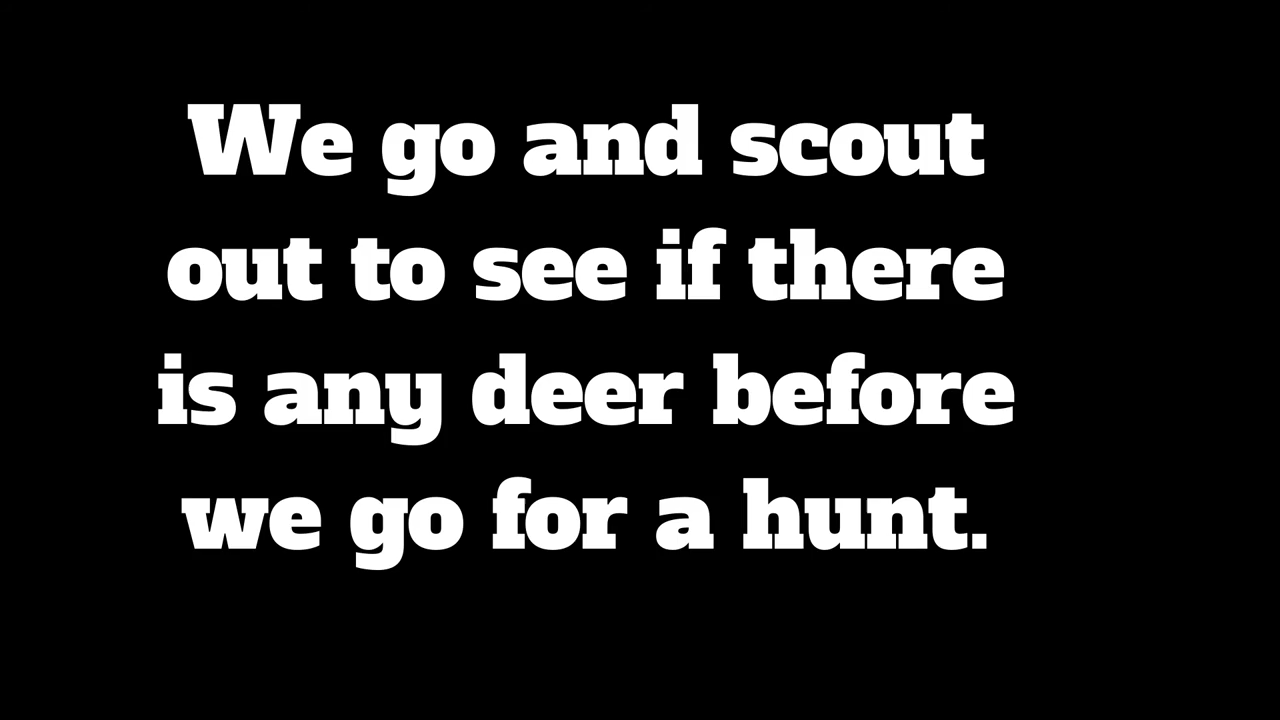 We go and scout
out to see if there
is any deer before
we go for a hunt.